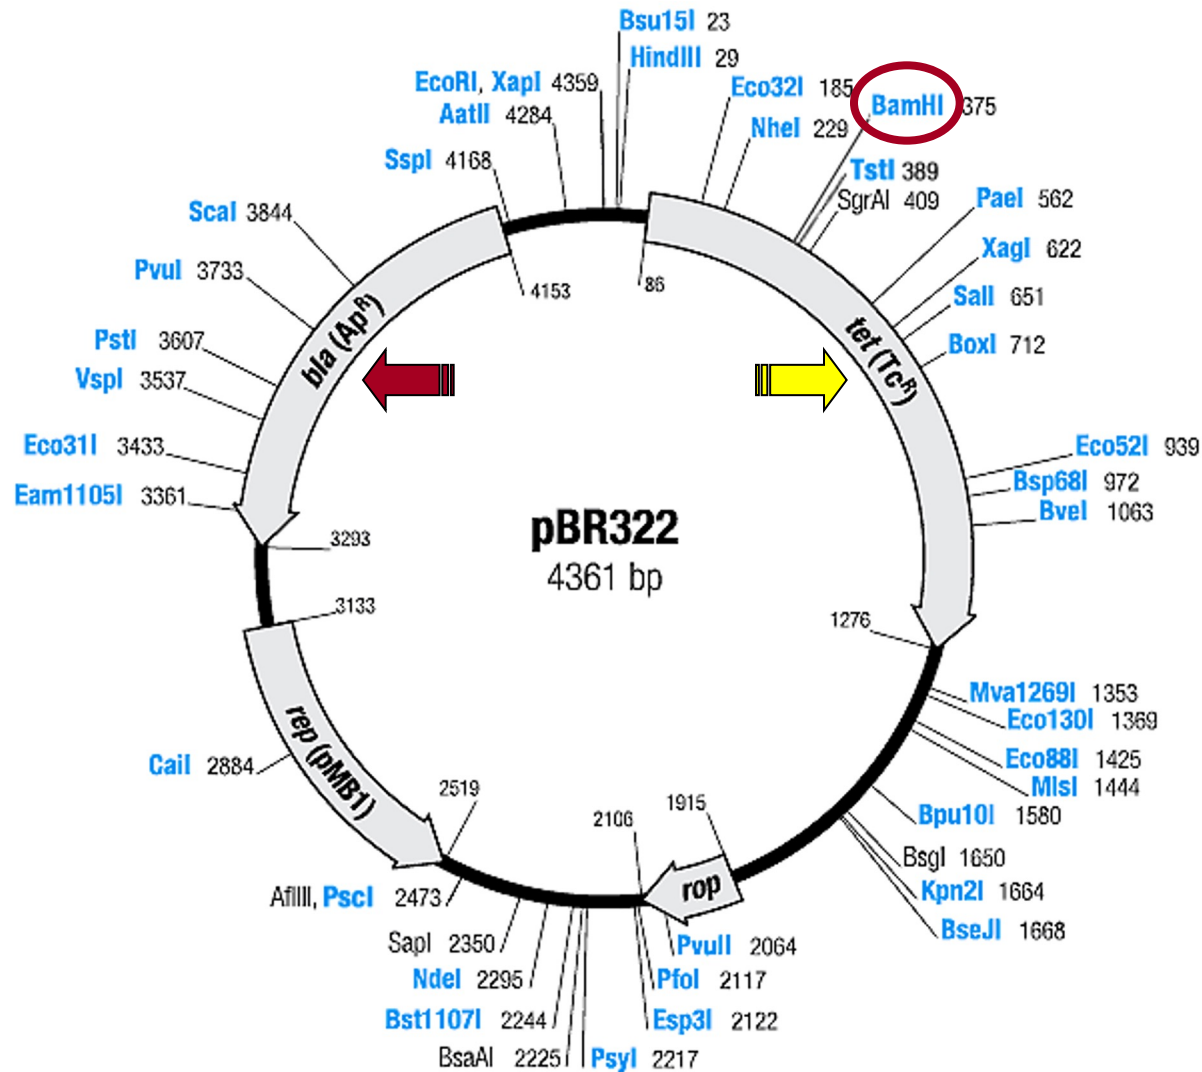 Bsu15I 23
HindIII 29
EcoRI, XapI 4359
Eco32I 185
BamHI 375
AatII 4284
NheI 229
SspI 4168
TstI 389
SgrAI 409
PaeI 562
ScaI 3844
XagI 622
PvuI 3733
SalI 651
4153
86
PstI 3607
BoxI 712
VspI 3537
bla (ApR)
tet (TcR)
Eco31I 3433
Eco52I 939
Eam1105I 3361
Bsp68I 972
BveI 1063
pBR322
4361 bp
3293
3133
1276
Mva1269I 1353
Eco130I 1369
rep (pMB1)
CaiI 2884
Eco88I 1425
MlsI 1444
2519
1915
2106
Bpu10I 1580
BsgI 1650
rop
AflIII, PscI 2473
Kpn2I 1664
BseJI 1668
SapI 2350
PvuII 2064
NdeI 2295
PfoI 2117
Bst1107I 2244
Esp3I 2122
BsaAI 2225
PsyI 2217